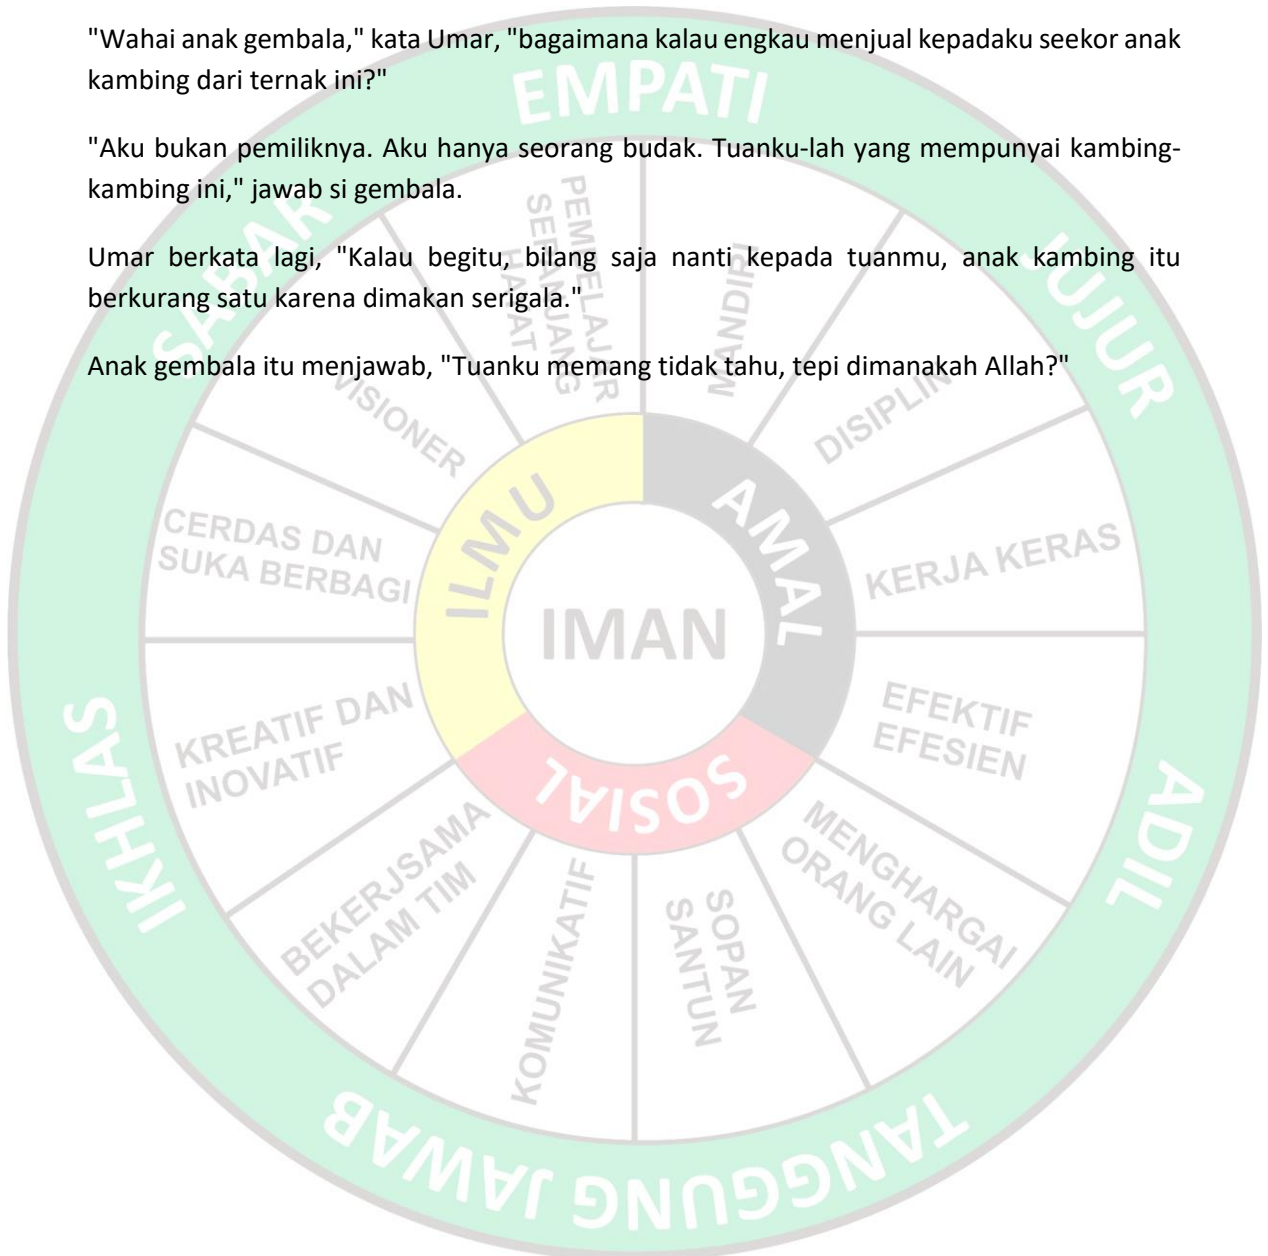 "Wahai anak gembala," kata Umar, "bagaimana kalau engkau menjual kepadaku seekor anak
kambing dari ternak ini?"
"Aku bukan pemiliknya. Aku hanya seorang budak. Tuanku-lah yang mempunyai kambing-
kambing ini," jawab si gembala.
Umar berkata lagi, "Kalau begitu, bilang saja nanti kepada tuanmu, anak kambing itu
berkurang satu karena dimakan serigala."
Anak gembala itu menjawab, "Tuanku memang tidak tahu, tepi dimanakah Allah?"
EMPATI
JUJUR
ADIL
TANGGUNG JAWAB
IKHLAS
SABAR
PEMBELAJAR
SEPANJANG
HAYAT
MANDIRI
DISIPLIN
KERJA KERAS
EFEKTIF
EFESIEN
MENGHARGAI
ORANG LAIN
SOPAN
SANTUN
KOMUNIKATIF
BEKERJSAMA
DALAM TIM
KREATIF DAN
INOVATIF
CERDAS DAN
SUKA BERBAGI
VISIONER
ILMU
AMAL
SOSIAL
IMAN